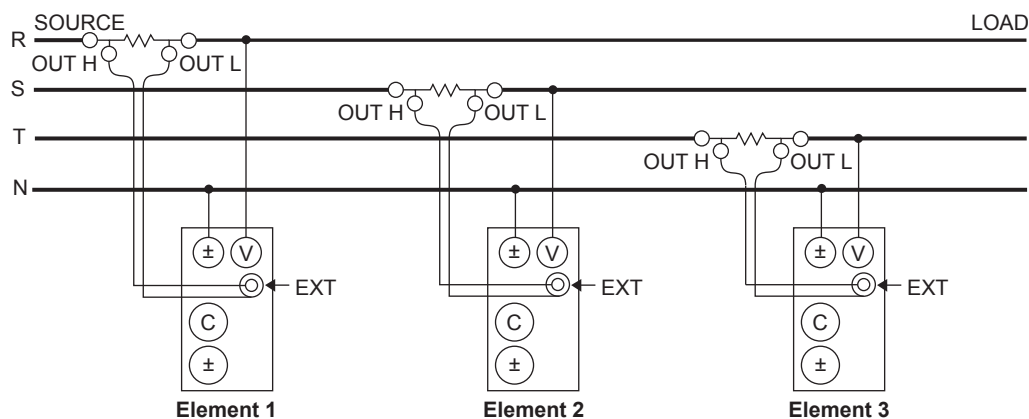 SOURCE LOAD
R
OUT H OUT L
S
OUT H OUT L
T
OUT H OUT L
N
± V ± V ± V
EXT EXT EXT
C C C
± ± ±
Element 1 Element 2 Element 3